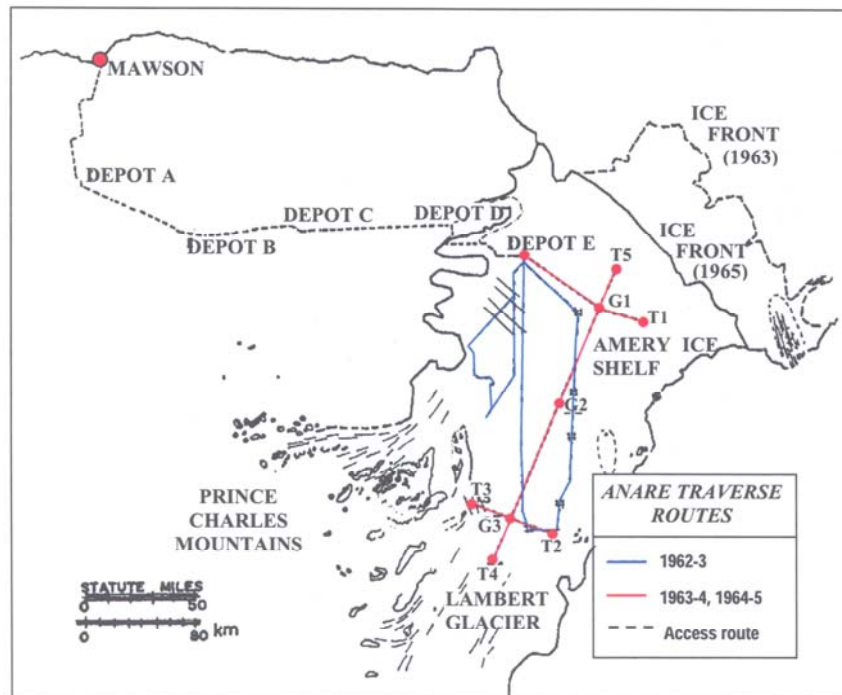 MAWSON
ICE
FRONT
(1963)
DEPOT A
DEPOT C
DEPOT D
DEPOT B
DEPOT E
ICE
FRONT
(1965)
T5
G1
T1
AMERY ICE
SHELF
G2
T3
G3
T2
T4
PRINCE
CHARLES
MOUNTAINS
LAMBERT
GLACIER
STATUTE MILES
0 50
0 80 km
ANARE TRAVERSE
ROUTES
1962-3
1963-4, 1964-5
Access route